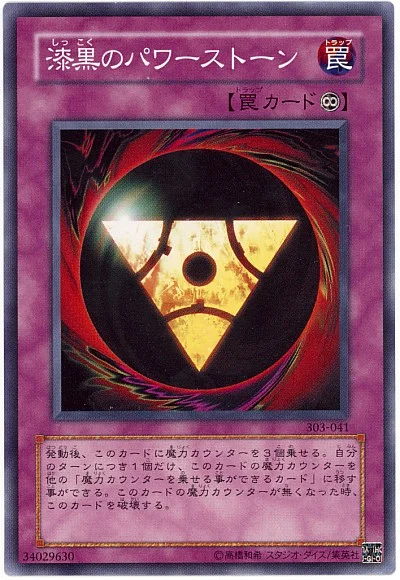 漆黒のパワーストーン
罠
【罠カード】
303-041
発動後、このカードに魔力カウンターを3個乗せる。自分
のターンにつき1個だけ、このカードの魔力カウンターを
他の「魔力カウンターを乗せる事ができるカード」に移す
事ができる。このカードの魔力カウンターが無くなった時、
このカードを破壊する。
34029630
©高橋和希 スタジオ・ダイス/集英社